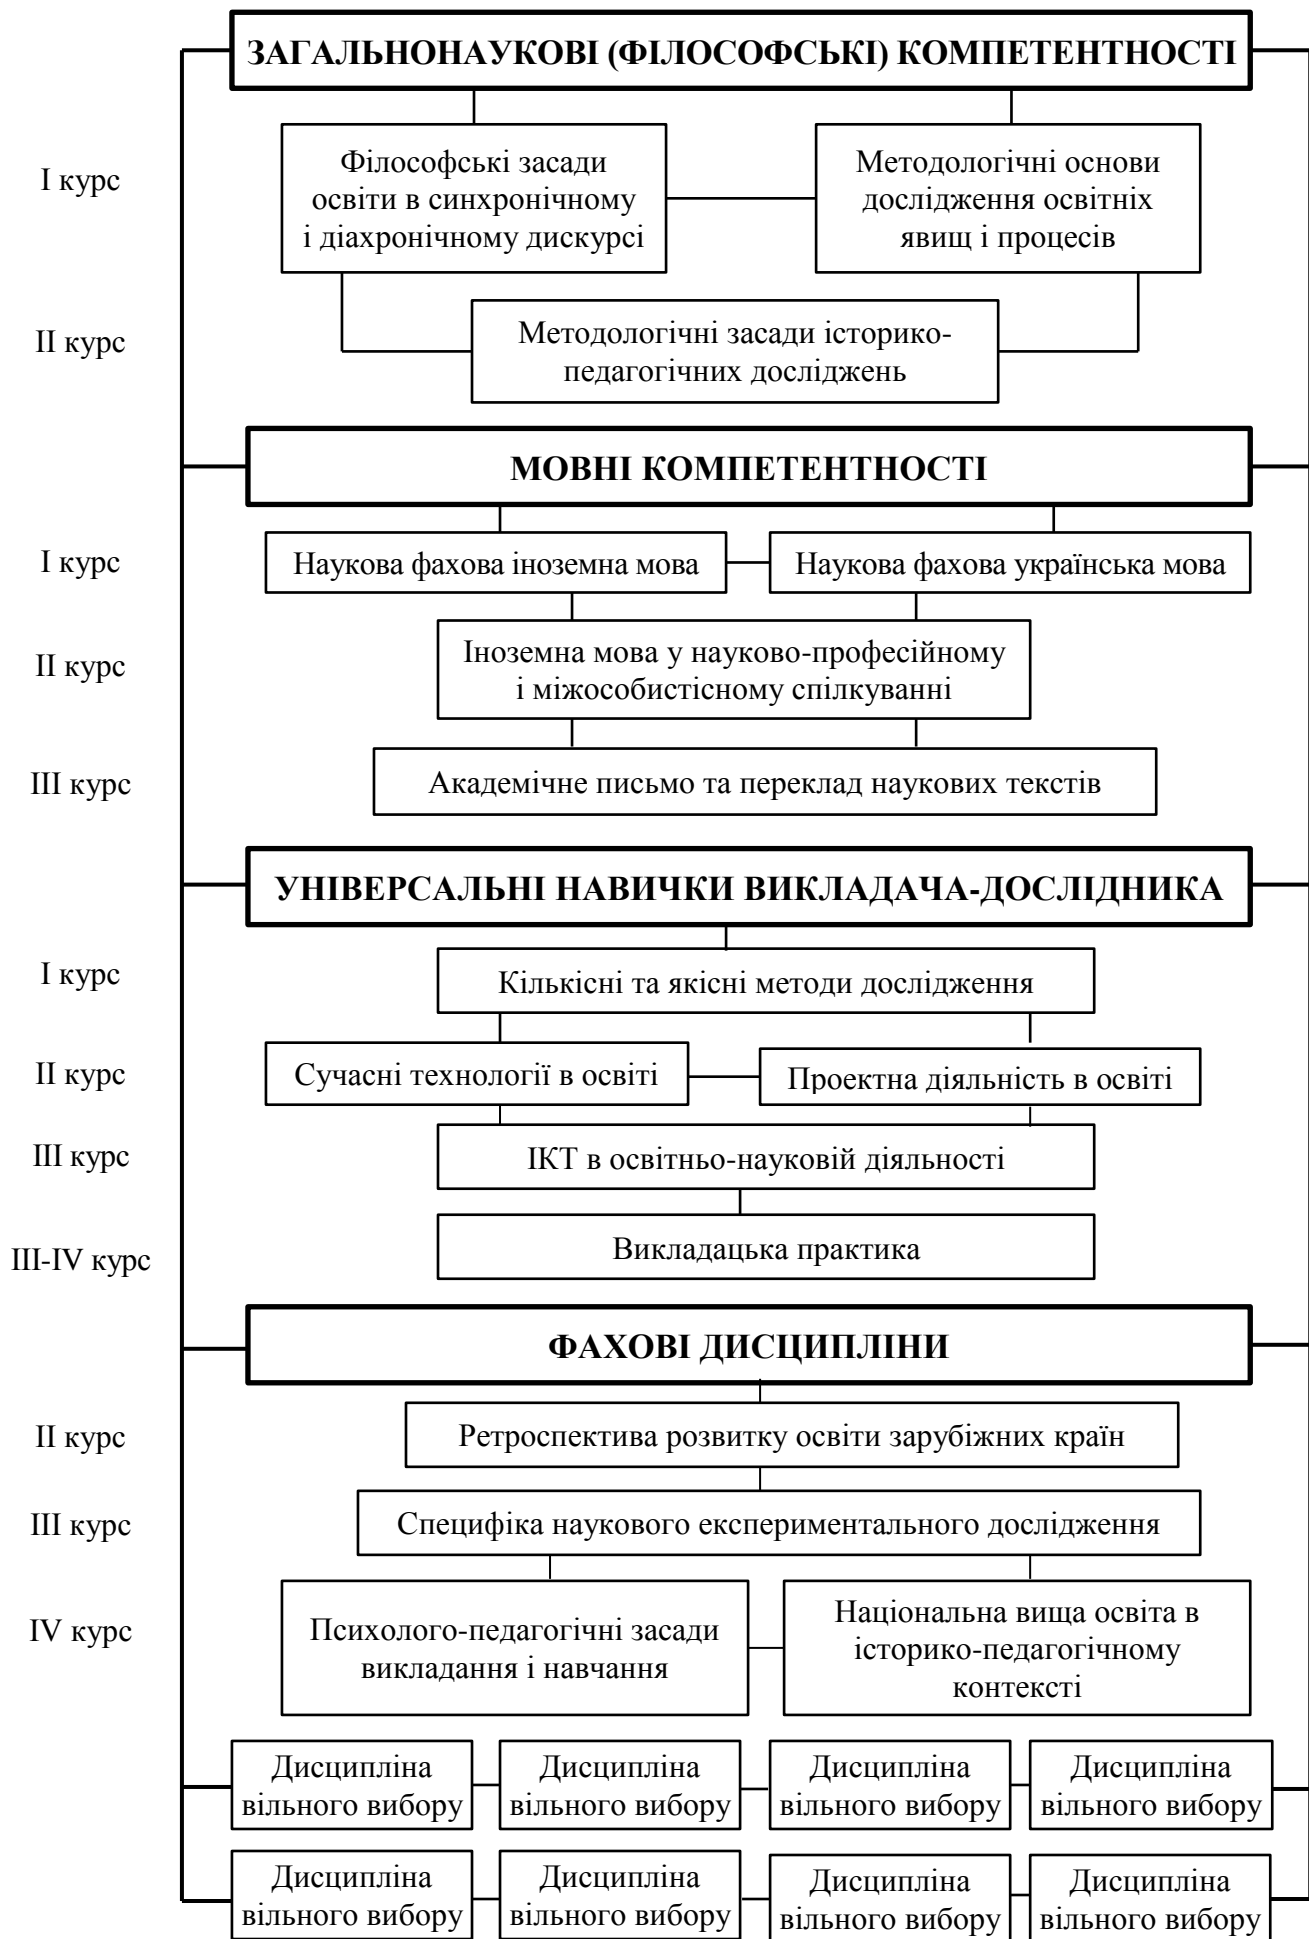 ЗАГАЛЬНОНАУКОВІ (ФІЛОСОФСЬКІ) КОМПЕТЕНТНОСТІ
І курс
Філософські засади
освіти в синхронічному
і діахронічному дискурсі
Методологічні основи
дослідження освітніх
явищ і процесів
ІІ курс
Методологічні засади історико-
педагогічних досліджень
МОВНІ КОМПЕТЕНТНОСТІ
І курс
Наукова фахова іноземна мова
Наукова фахова українська мова
ІІ курс
Іноземна мова у науково-професійному
і міжособистісному спілкуванні
ІІІ курс
Академічне письмо та переклад наукових текстів
УНІВЕРСАЛЬНІ НАВИЧКИ ВИКЛАДАЧА-ДОСЛІДНИКА
І курс
Кількісні та якісні методи дослідження
ІІ курс
Сучасні технології в освіті
Проектна діяльність в освіті
ІІІ курс
ІКТ в освітньо-науковій діяльності
ІІІ-IV курс
Викладацька практика
ФАХОВІ ДИСЦИПЛІНИ
ІІ курс
Ретроспектива розвитку освіти зарубіжних країн
ІІІ курс
Специфіка наукового експериментального дослідження
IV курс
Психолого-педагогічні засади
викладання і навчання
Національна вища освіта в
історико-педагогічному
контексті
Дисципліна
вільного вибору
Дисципліна
вільного вибору
Дисципліна
вільного вибору
Дисципліна
вільного вибору
Дисципліна
вільного вибору
Дисципліна
вільного вибору
Дисципліна
вільного вибору
Дисципліна
вільного вибору